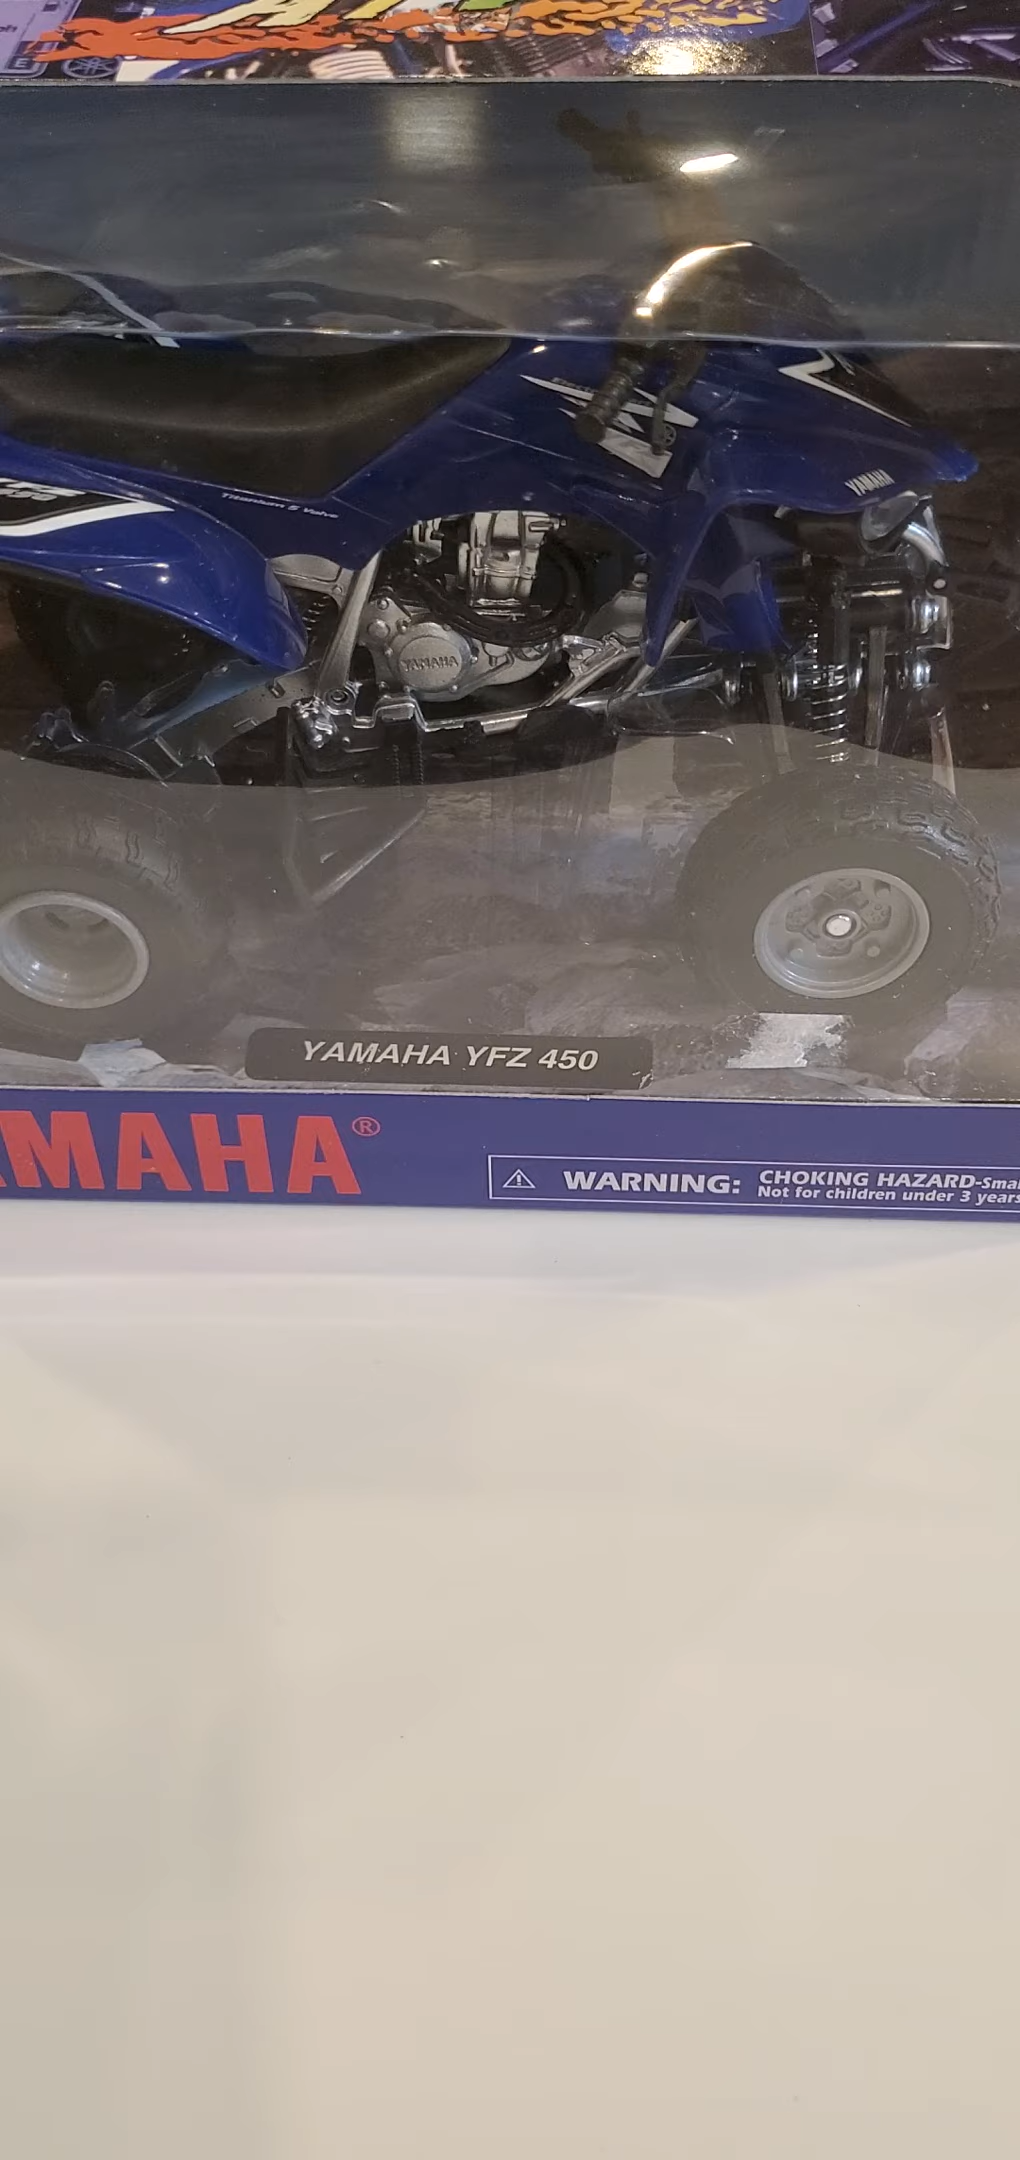 YAMAHA
Titanium 5 Valve
450
YAMAHA
YAMAHA YFZ 450
AMAHA®
WARNING: CHOKING HAZARD-Smal
Not for children under 3 years